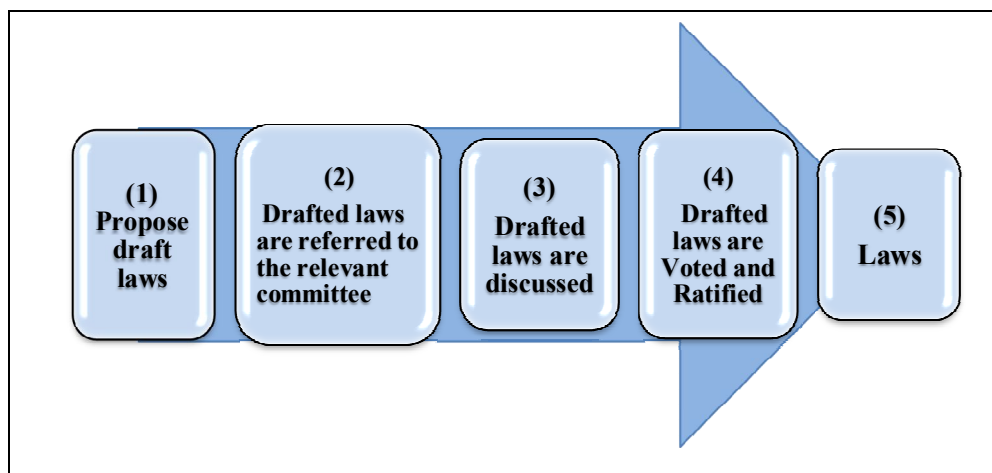 (1)
Propose
draft
laws
(2)
Drafted laws
are referred to
the relevant
committee
(3)
Drafted
laws are
discussed
(4)
Drafted
laws are
Voted and
Ratified
(5)
Laws